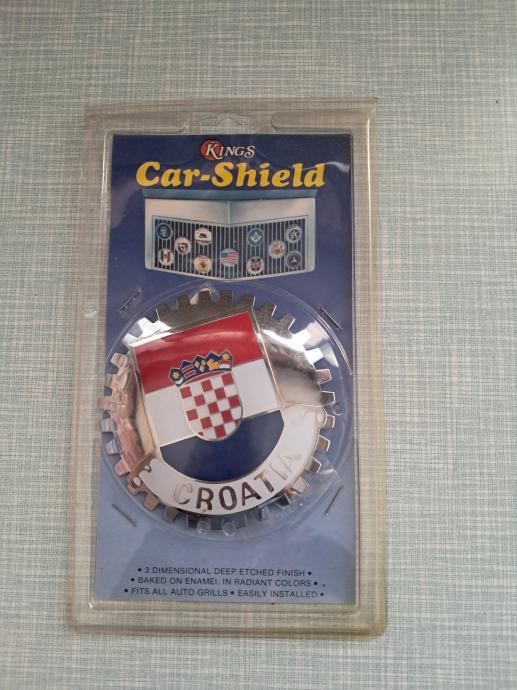 KINGS
Car-Shield
CROATIA
• 3 DIMENSIONAL DEEP ETCHED FINISH •
• BAKED ON ENAMEL IN RADIANT COLORS •
• FITS ALL AUTO GRILLS • EASILY INSTALLED •